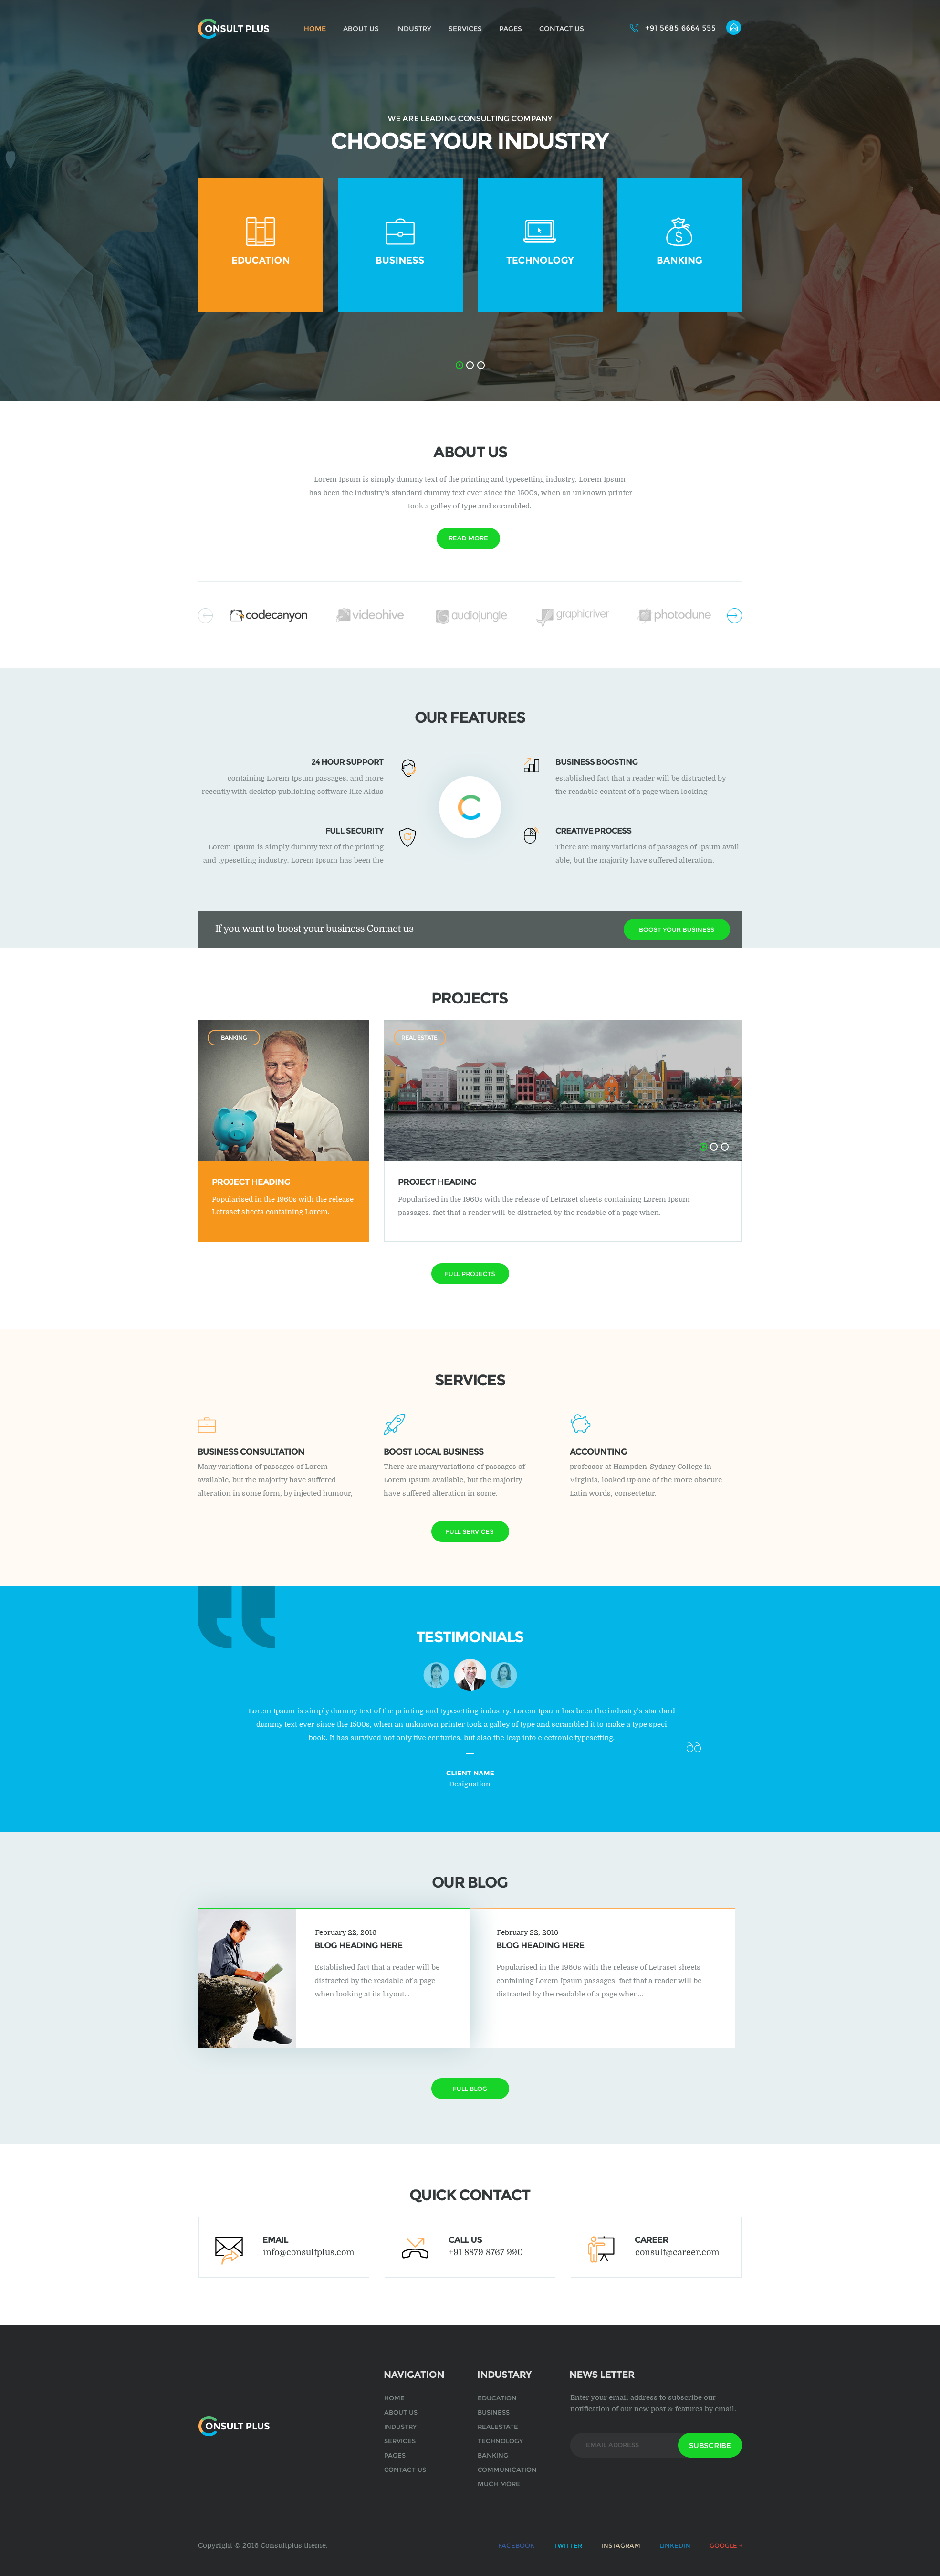 ONSULT PLUS
HOME ABOUT US INDUSTRY SERVICES PAGES CONTACT US
+91 5685 6664 555
WE ARE LEADING CONSULTING COMPANY
CHOOSE YOUR INDUSTRY
EDUCATION
BUSINESS
TECHNOLOGY
BANKING
ABOUT US
Lorem Ipsum is simply dummy text of the printing and typesetting industry. Lorem Ipsum
has been the industry's standard dummy text ever since the 1500s, when an unknown printer
took a galley of type and scrambled.
READ MORE
codecanyon
videohive
audiojungle
graphicriver
photodune
OUR FEATURES
24 HOUR SUPPORT
containing Lorem Ipsum passages, and more
recently with desktop publishing software like Aldus
BUSINESS BOOSTING
established fact that a reader will be distracted by
the readable content of a page when looking
FULL SECURITY
Lorem Ipsum is simply dummy text of the printing
and typesetting industry. Lorem Ipsum has been the
CREATIVE PROCESS
There are many variations of passages of Ipsum avail
able, but the majority have suffered alteration.
If you want to boost your business Contact us
BOOST YOUR BUSINESS
PROJECTS
BANKING
PROJECT HEADING
Popularised in the 1960s with the release
Letraset sheets containing Lorem.
REAL ESTATE
PROJECT HEADING
Popularised in the 1960s with the release of Letraset sheets containing Lorem Ipsum
passages. fact that a reader will be distracted by the readable of a page when.
FULL PROJECTS
SERVICES
BUSINESS CONSULTATION
Many variations of passages of Lorem
available, but the majority have suffered
alteration in some form, by injected humour,
BOOST LOCAL BUSINESS
There are many variations of passages of
Lorem Ipsum available, but the majority
have suffered alteration in some.
ACCOUNTING
professor at Hampden-Sydney College in
Virginia, looked up one of the more obscure
Latin words, consectetur.
FULL SERVICES
TESTIMONIALS
Lorem Ipsum is simply dummy text of the printing and typesetting industry. Lorem Ipsum has been the industry's standard
dummy text ever since the 1500s, when an unknown printer took a galley of type and scrambled it to make a type speci
book. It has survived not only five centuries, but also the leap into electronic typesetting.
CLIENT NAME
Designation
OUR BLOG
February 22, 2016
BLOG HEADING HERE
Established fact that a reader will be
distracted by the readable of a page
when looking at its layout...
February 22, 2016
BLOG HEADING HERE
Popularised in the 1960s with the release of Letraset sheets
containing Lorem Ipsum passages. fact that a reader will be
distracted by the readable of a page when...
FULL BLOG
QUICK CONTACT
EMAIL
info@consultplus.com
CALL US
+91 8879 8767 990
CAREER
consult@career.com
ONSULT PLUS
NAVIGATION
HOME
ABOUT US
INDUSTRY
SERVICES
PAGES
CONTACT US
INDUSTARY
EDUCATION
BUSINESS
REALESTATE
TECHNOLOGY
BANKING
COMMUNICATION
MUCH MORE
NEWS LETTER
Enter your email address to subscribe our
notification of our new post & features by email.
EMAIL ADDRESS
SUBSCRIBE
Copyright © 2016 Consultplus theme.
FACEBOOK TWITTER INSTAGRAM LINKEDIN GOOGLE +